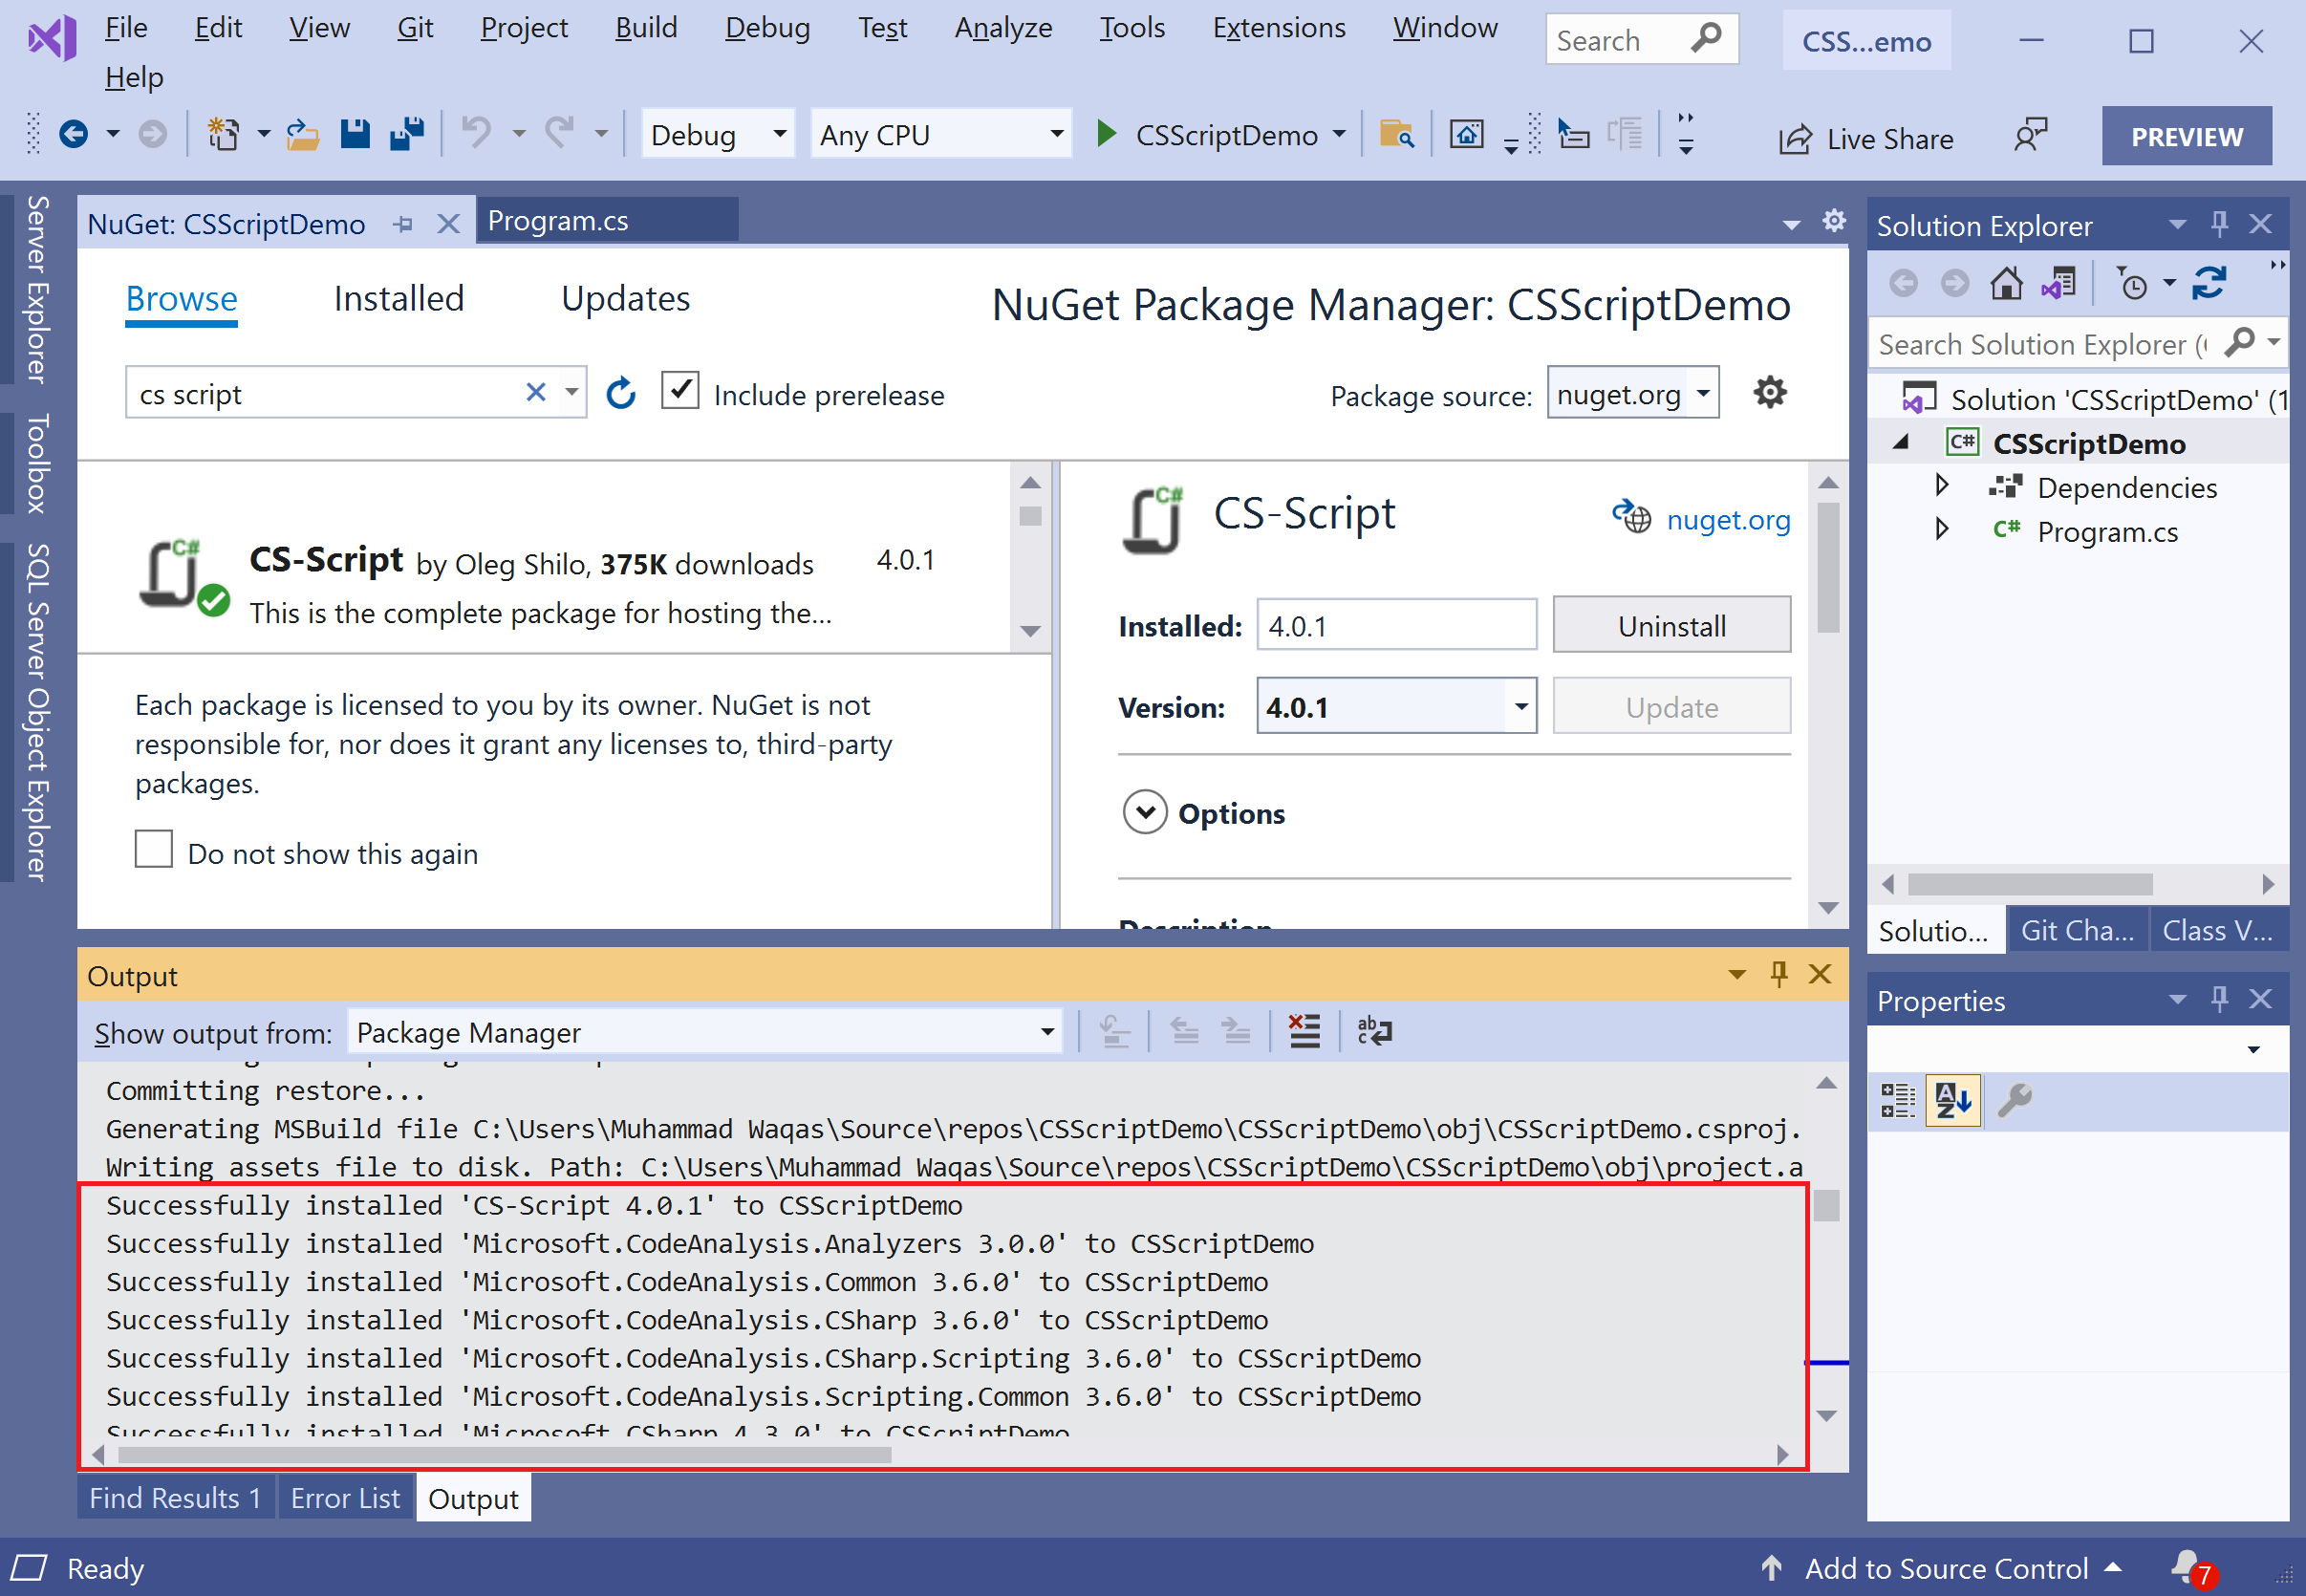 File Edit View Git Project Build Debug Test Analyze Tools Extensions Window Search CSS...emo
Help
Debug Any CPU CSScriptDemo Live Share PREVIEW
Server Explorer
Toolbox
SQL Server Object Explorer
NuGet: CSScriptDemo Program.cs
Browse Installed Updates NuGet Package Manager: CSScriptDemo
cs script Include prerelease Package source: nuget.org
C#
CS-Script by Oleg Shilo, 375K downloads 4.0.1
This is the complete package for hosting the...
Each package is licensed to you by its owner. NuGet is not
responsible for, nor does it grant any licenses to, third-party
packages.
Do not show this again
C#
CS-Script nuget.org
Installed: 4.0.1 Uninstall
Version: 4.0.1 Update
Options
Description
Output
Show output from: Package Manager
Committing restore...
Generating MSBuild file C:\Users\Muhammad Waqas\Source\repos\CSScriptDemo\CSScriptDemo\obj\CSScriptDemo.csproj.
Writing assets file to disk. Path: C:\Users\Muhammad Waqas\Source\repos\CSScriptDemo\CSScriptDemo\obj\project.a
Successfully installed 'CS-Script 4.0.1' to CSScriptDemo
Successfully installed 'Microsoft.CodeAnalysis.Analyzers 3.0.0' to CSScriptDemo
Successfully installed 'Microsoft.CodeAnalysis.Common 3.6.0' to CSScriptDemo
Successfully installed 'Microsoft.CodeAnalysis.CSharp 3.6.0' to CSScriptDemo
Successfully installed 'Microsoft.CodeAnalysis.CSharp.Scripting 3.6.0' to CSScriptDemo
Successfully installed 'Microsoft.CodeAnalysis.Scripting.Common 3.6.0' to CSScriptDemo
Successfully installed 'Microsoft.CSharp 4.3.0' to CSScriptDemo
Find Results 1 Error List Output
Solution Explorer
Search Solution Explorer (
Solution 'CSScriptDemo' (1
C# CSScriptDemo
Dependencies
C# Program.cs
Solutio... Git Cha... Class V...
Properties
Ready Add to Source Control 7